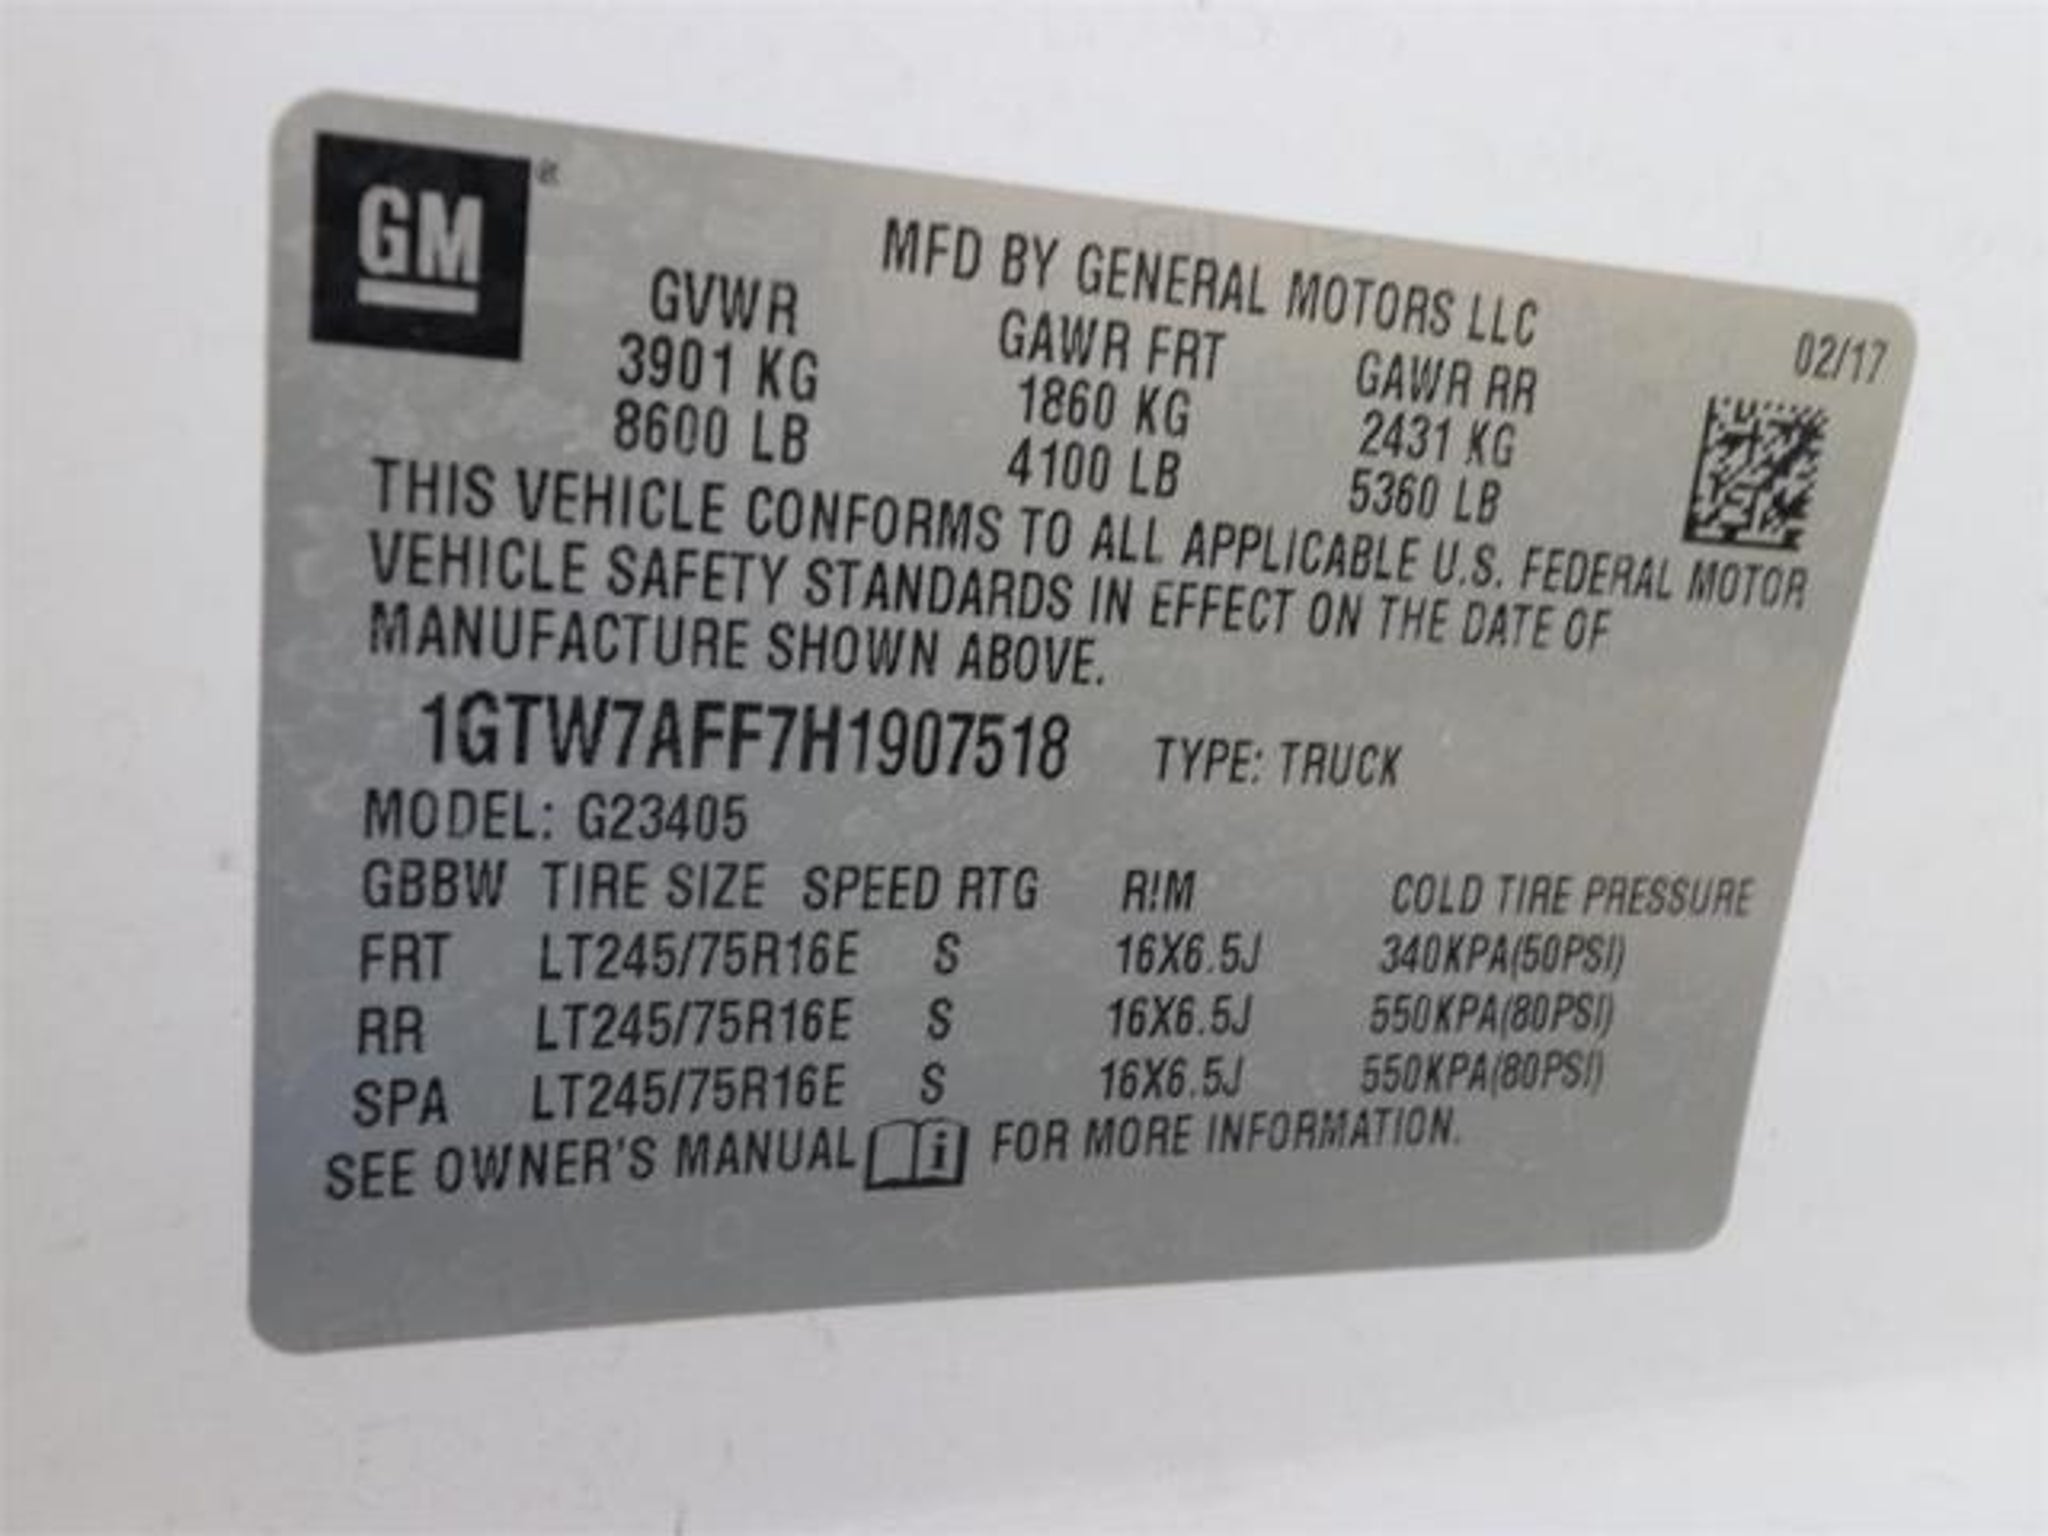 GM
MFD BY GENERAL MOTORS LLC
02/17
GVWR GAWR FRT GAWR RR
3901 KG 1860 KG 2431 KG
8600 LB 4100 LB 5360 LB
THIS VEHICLE CONFORMS TO ALL APPLICABLE U.S. FEDERAL MOTOR
VEHICLE SAFETY STANDARDS IN EFFECT ON THE DATE OF
MANUFACTURE SHOWN ABOVE.
1GTW7AFF7H1907518 TYPE: TRUCK
MODEL: G23405
GBBW TIRE SIZE SPEED RTG RIM COLD TIRE PRESSURE
FRT LT245/75R16E S 16X6.5J 340KPA(50PSI)
RR LT245/75R16E S 16X6.5J 550KPA(80PSI)
SPA LT245/75R16E S 16X6.5J 550KPA(80PSI)
SEE OWNER'S MANUAL i FOR MORE INFORMATION.